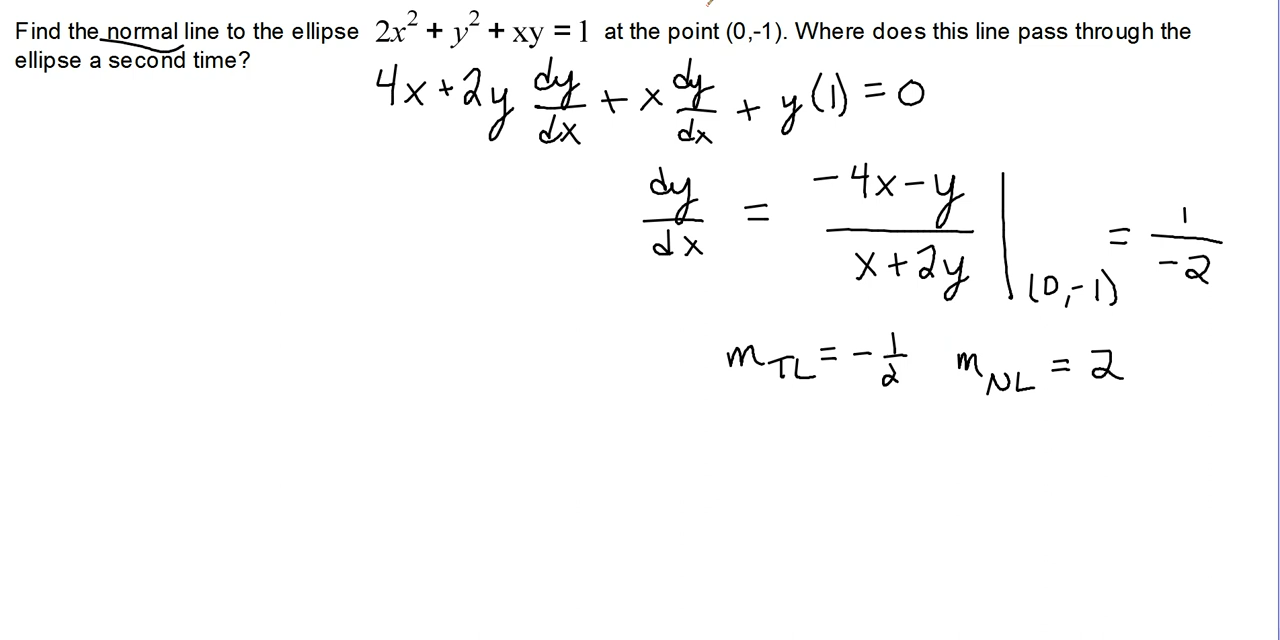 Find the normal line to the ellipse 2x² + y² + xy = 1 at the point (0,-1). Where does this line pass through the
ellipse a second time?
4x + 2y dy/dx + x dy/dx + y(1) = 0
dy/dx = (-4x - y)/(x + 2y) |(0,-1) = 1/-2
m_TL = -1/2 m_NL = 2